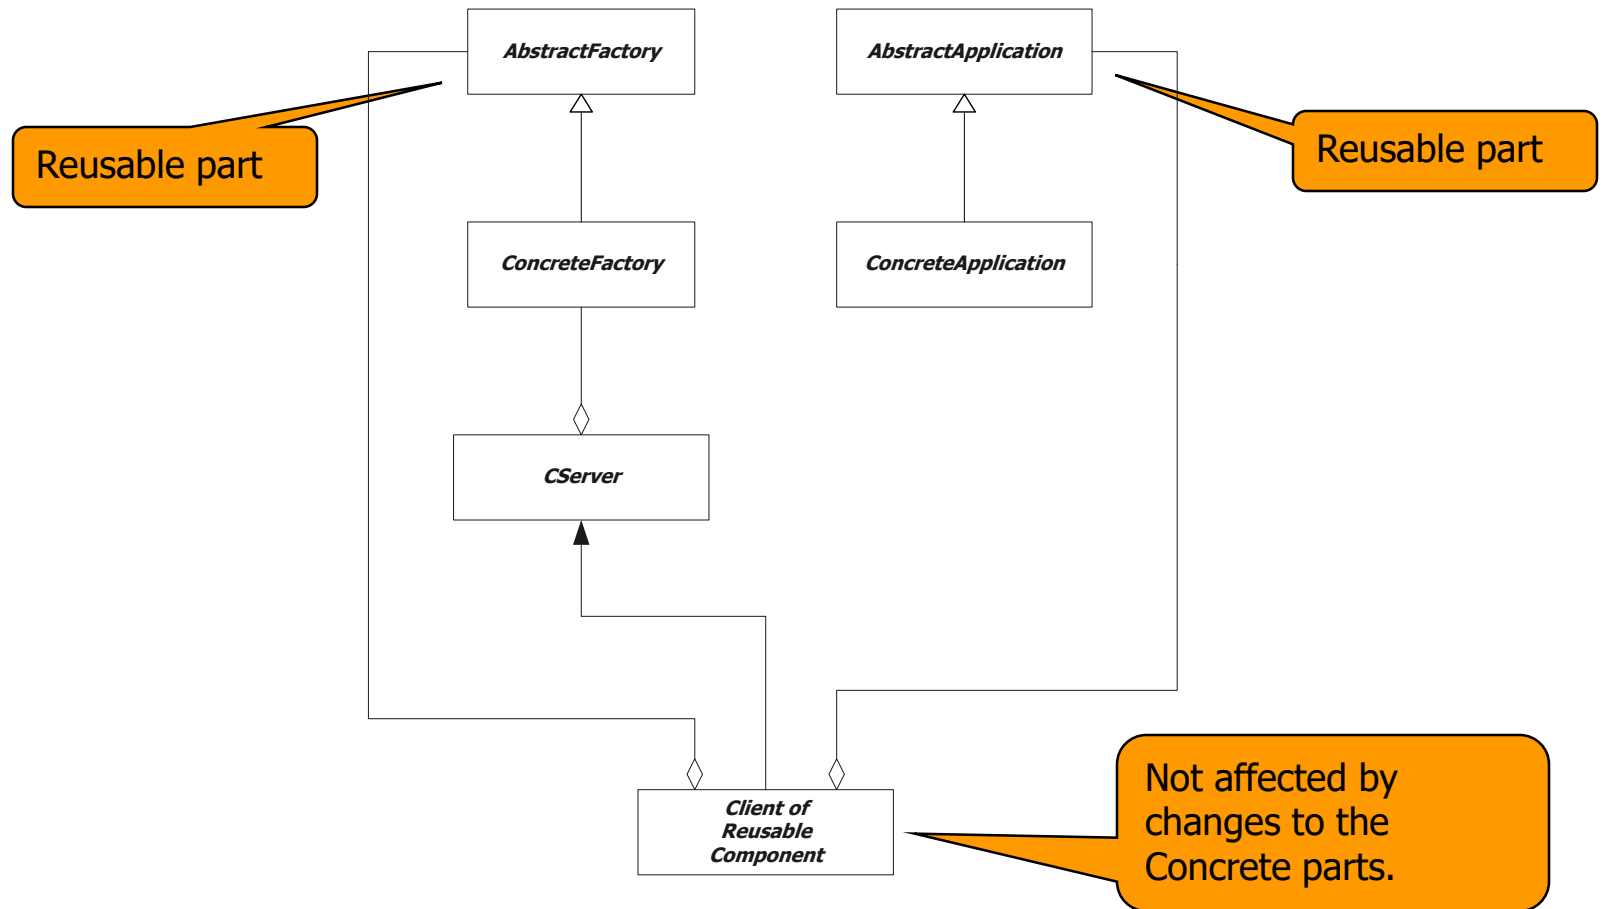 AbstractFactory
AbstractApplication
Reusable part
Reusable part
ConcreteFactory
ConcreteApplication
CServer
Client of
Reusable
Component
Not affected by
changes to the
Concrete parts.